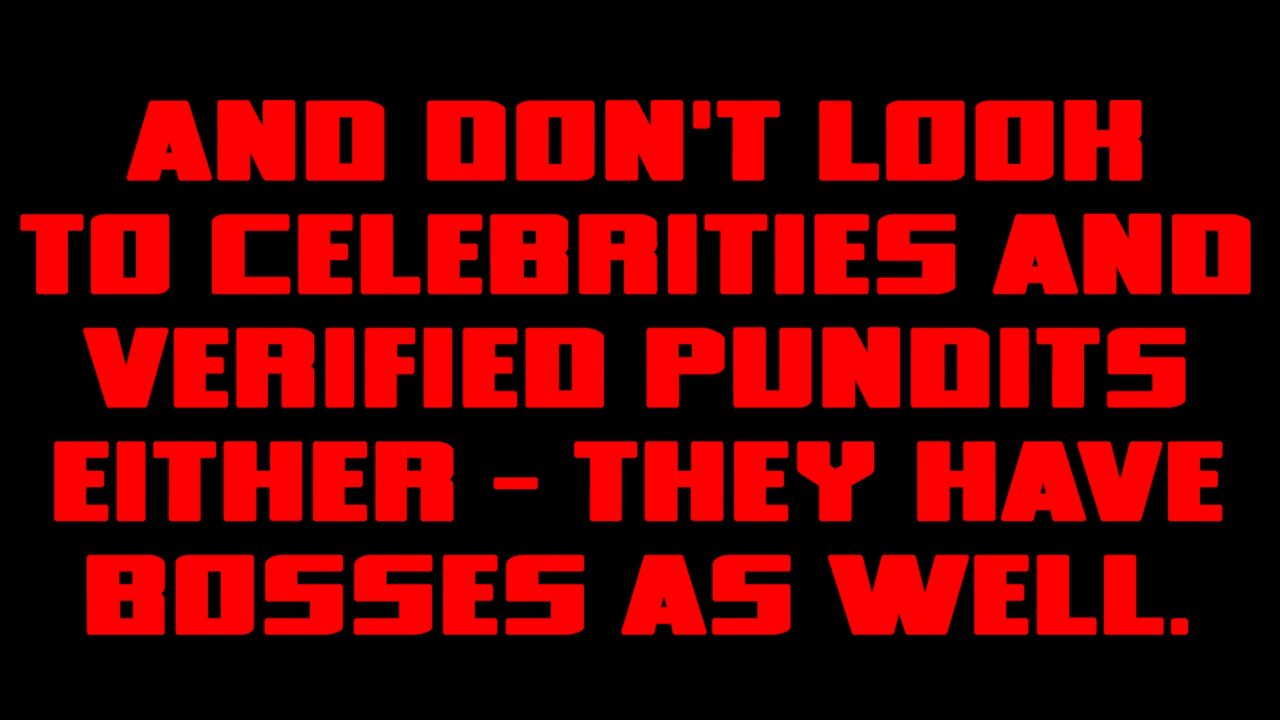 AND DON'T LOOK
TO CELEBRITIES AND
VERIFIED PUNDITS
EITHER - THEY HAVE
BOSSES AS WELL.